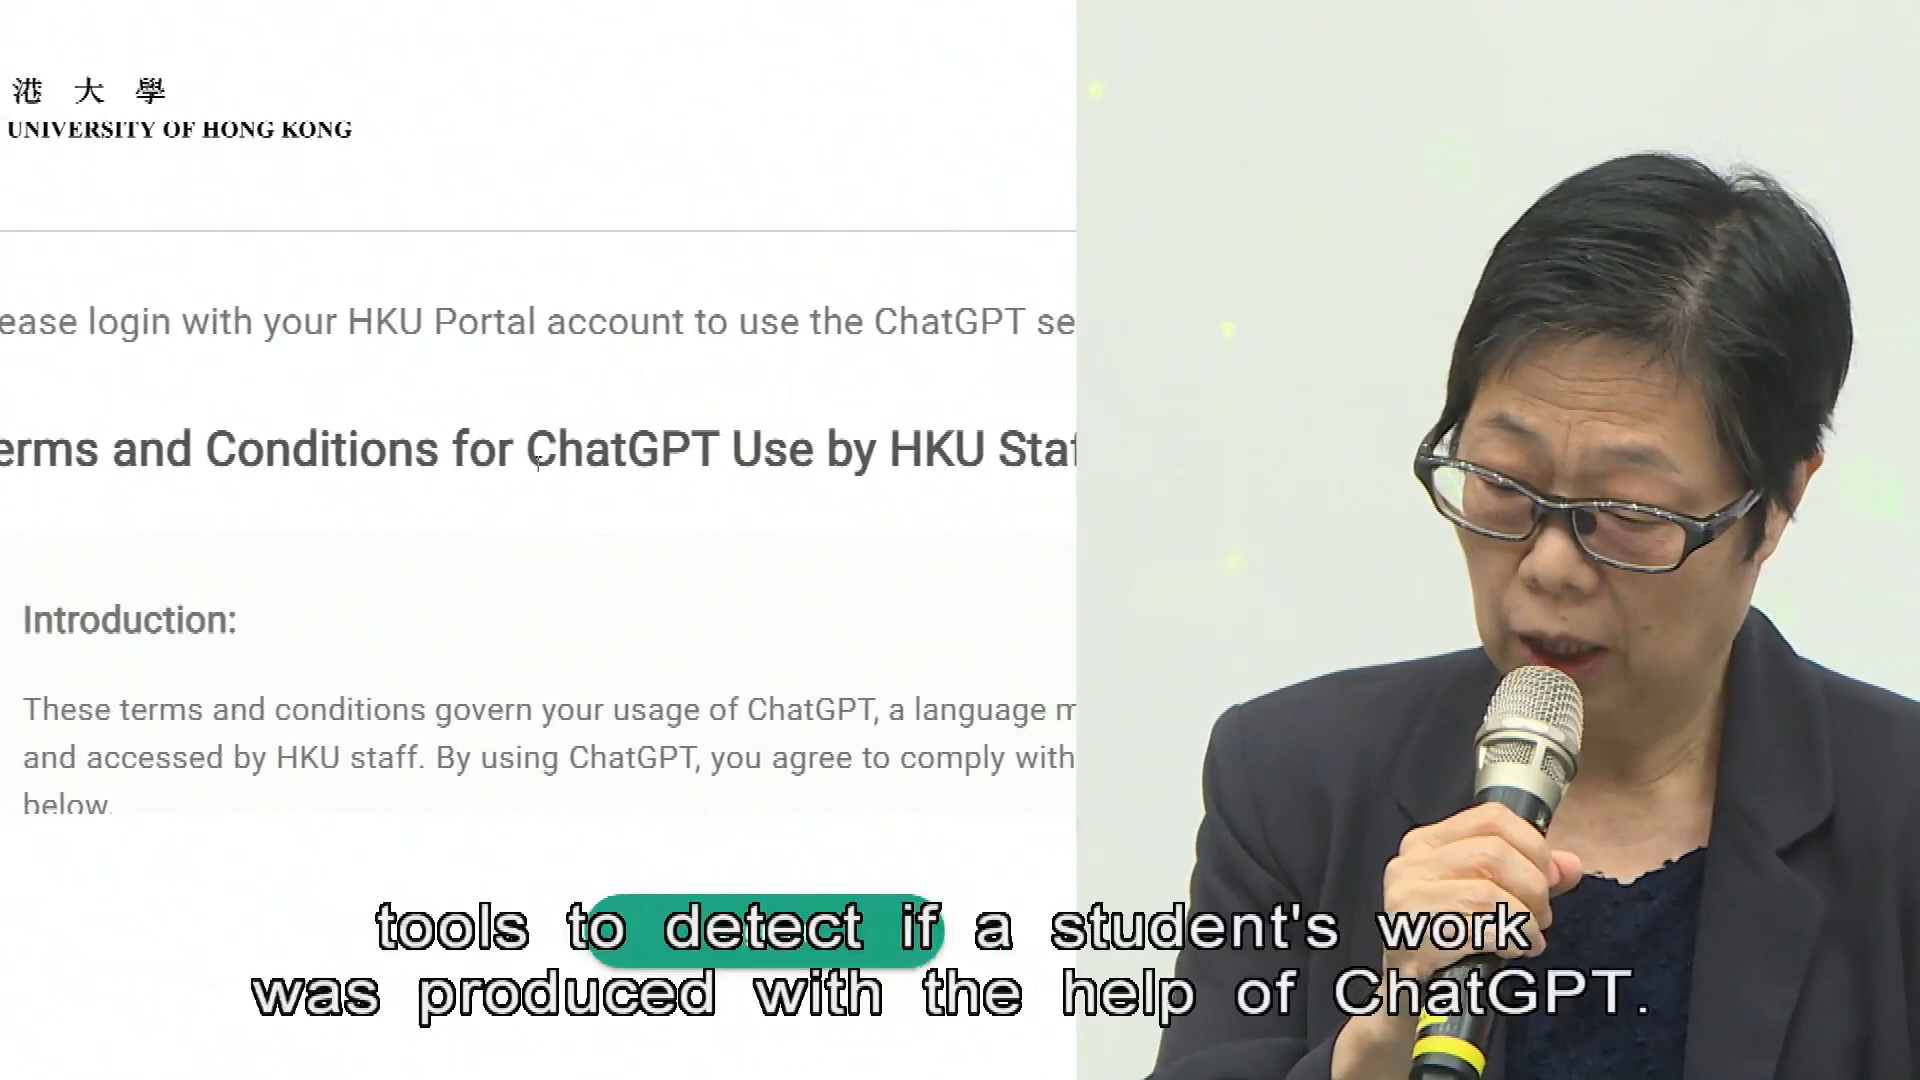 港大學
UNIVERSITY OF HONG KONG
ease login with your HKU Portal account to use the ChatGPT se
erms and Conditions for ChatGPT Use by HKU Staf
Introduction:
These terms and conditions govern your usage of ChatGPT, a language m
and accessed by HKU staff. By using ChatGPT, you agree to comply with
below.
tools to detect if a student's work
was produced with the help of ChatGPT.